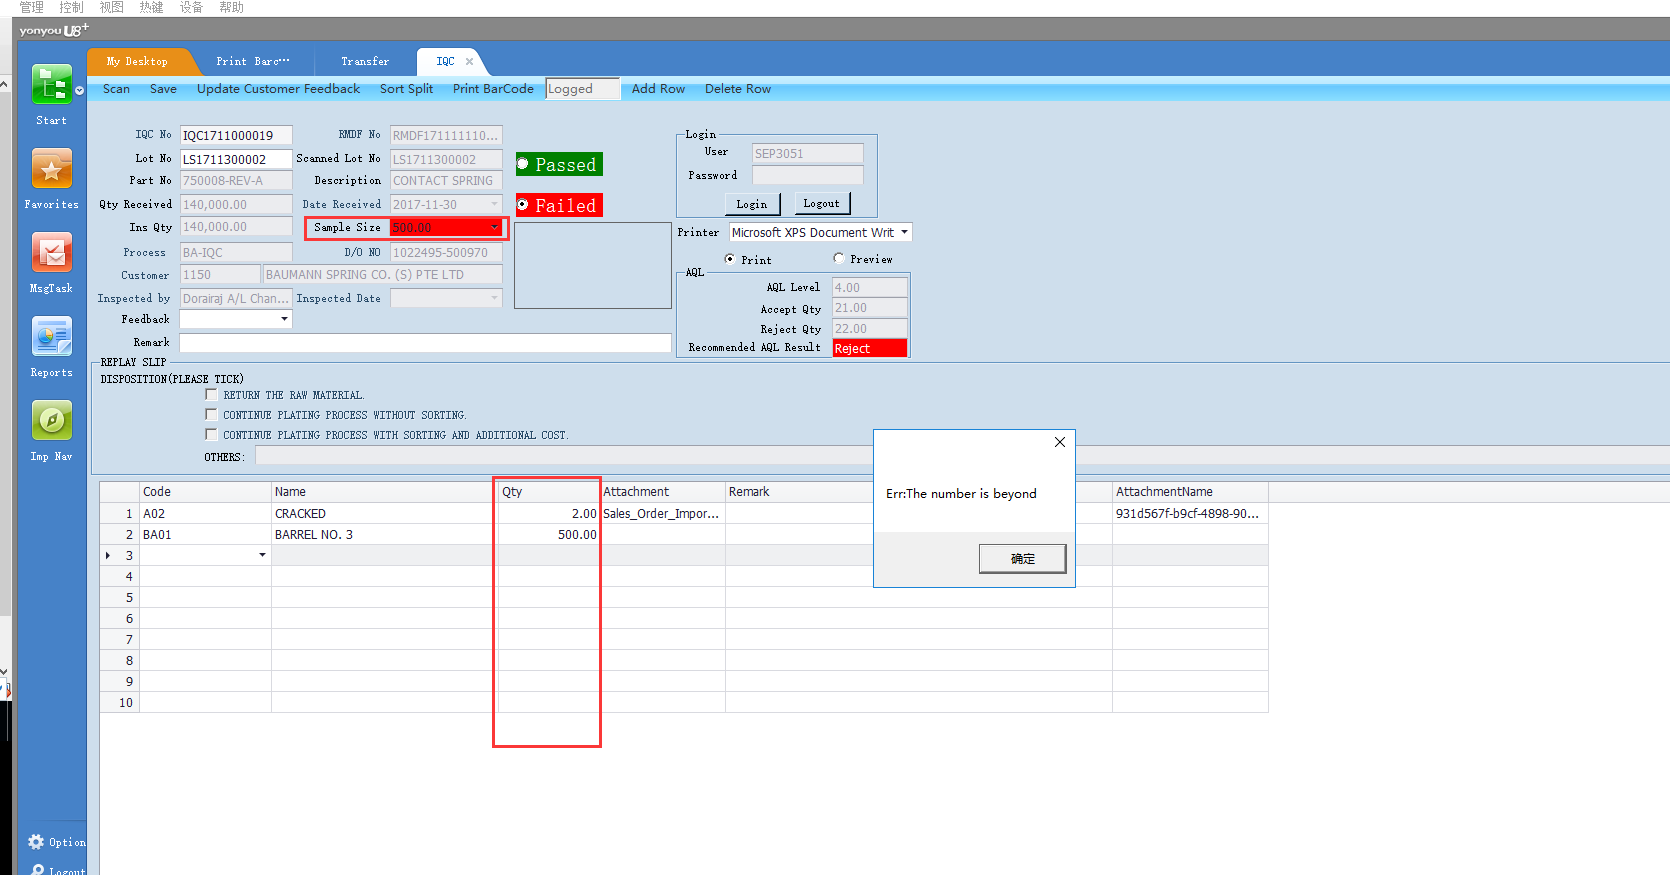 管理 控制 视图 热键 设备 帮助
yonyou U8+
My Desktop Print Barc··· Transfer IQC
Scan Save Update Customer Feedback Sort Split Print BarCode Logged Add Row Delete Row
Start
Favorites
MsgTask
Reports
Imp Nav
Option
Logout
IQC No IQC1711000019 RMDF No RMDF171111110...
Lot No LS1711300002 Scanned Lot No LS1711300002
Part No 750008-REV-A Description CONTACT SPRING
Qty Received 140,000.00 Date Received 2017-11-30
Ins Qty 140,000.00 Sample Size 500.00
Process BA-IQC D/O NO 1022495-500970
Customer 1150 BAUMANN SPRING CO. (S) PTE LTD
Inspected by Dorairaj A/L Chan... Inspected Date
Feedback
Remark
Passed
Failed
Login
User SEP3051
Password
Login Logout
Printer Microsoft XPS Document Writ
Print Preview
AQL
AQL Level 4.00
Accept Qty 21.00
Reject Qty 22.00
Recommended AQL Result Reject
REPLAY SLIP
DISPOSITION(PLEASE TICK)
RETURN THE RAW MATERIAL.
CONTINUE PLATING PROCESS WITHOUT SORTING.
CONTINUE PLATING PROCESS WITH SORTING AND ADDITIONAL COST.
OTHERS:
Code Name Qty Attachment Remark AttachmentName
1 A02 CRACKED 2.00 Sales_Order_Impor... 931d567f-b9cf-4898-90...
2 BA01 BARREL NO. 3 500.00
3
4
5
6
7
8
9
10
Err:The number is beyond
确定